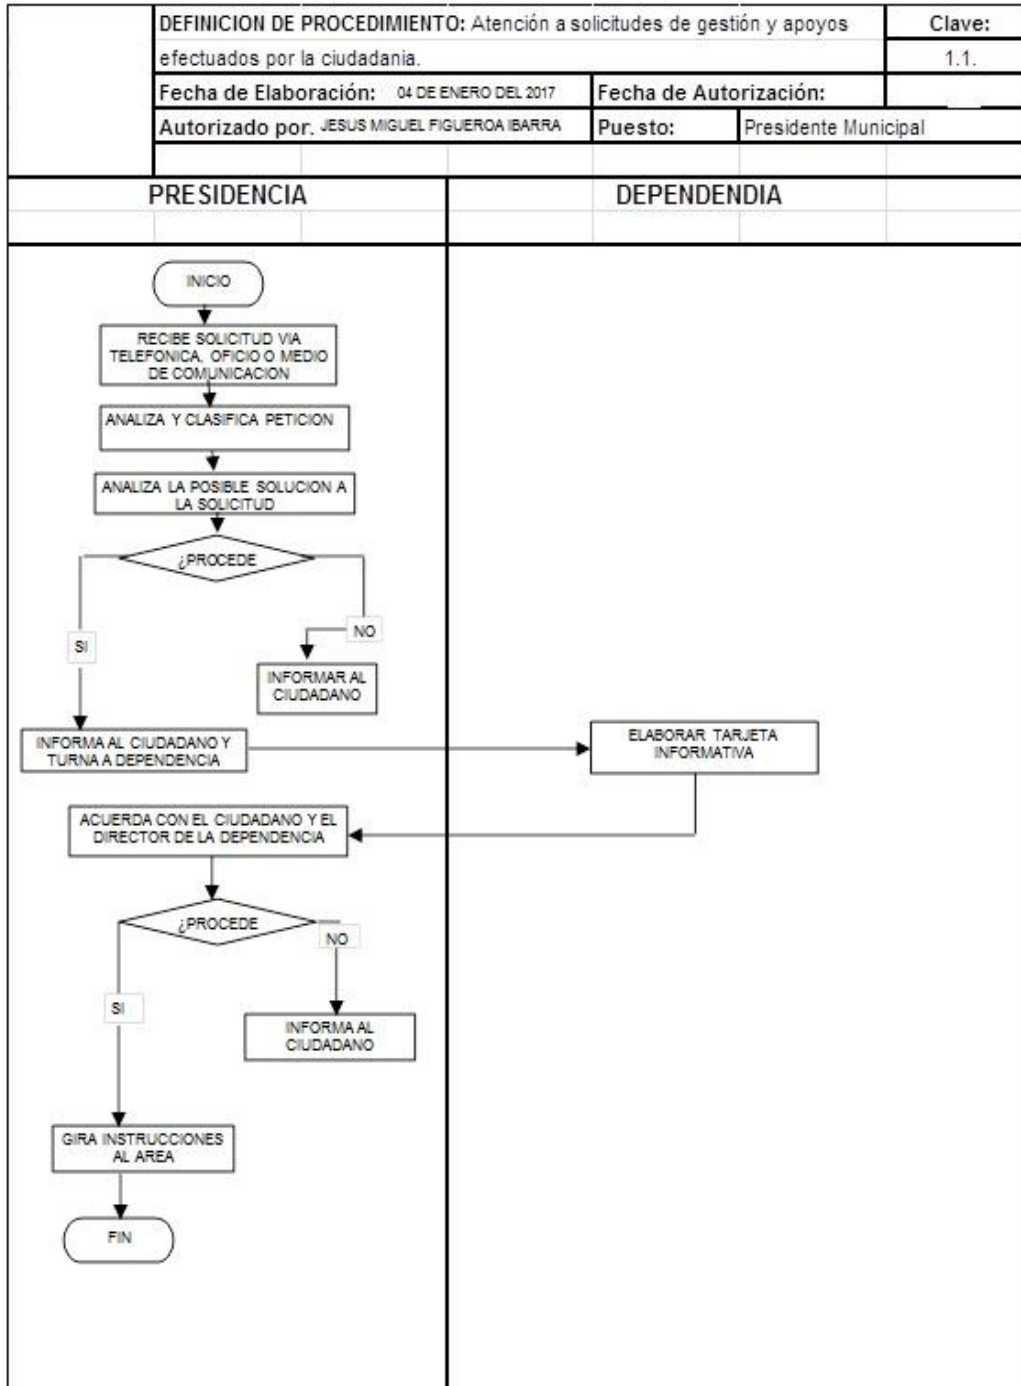 DEFINICION DE PROCEDIMIENTO: Atención a solicitudes de gestión y apoyos
efectuados por la ciudadania.
Clave:
1.1.
Fecha de Elaboración: 04 DE ENERO DEL 2017
Fecha de Autorización:
Autorizado por. JESUS MIGUEL FIGUEROA IBARRA
Puesto:
Presidente Municipal
PRESIDENCIA
DEPENDENDIA
INICIO
RECIBE SOLICITUD VIA
TELEFONICA, OFICIO O MEDIO
DE COMUNICACION
ANALIZA Y CLASIFICA PETICION
ANALIZA LA POSIBLE SOLUCION A
LA SOLICITUD
¿PROCEDE
SI
NO
INFORMAR AL
CIUDADANO
INFORMA AL CIUDADANO Y
TURNA A DEPENDENCIA
ELABORAR TARJETA
INFORMATIVA
ACUERDA CON EL CIUDADANO Y EL
DIRECTOR DE LA DEPENDENCIA
¿PROCEDE
NO
SI
INFORMA AL
CIUDADANO
GIRA INSTRUCCIONES
AL AREA
FIN